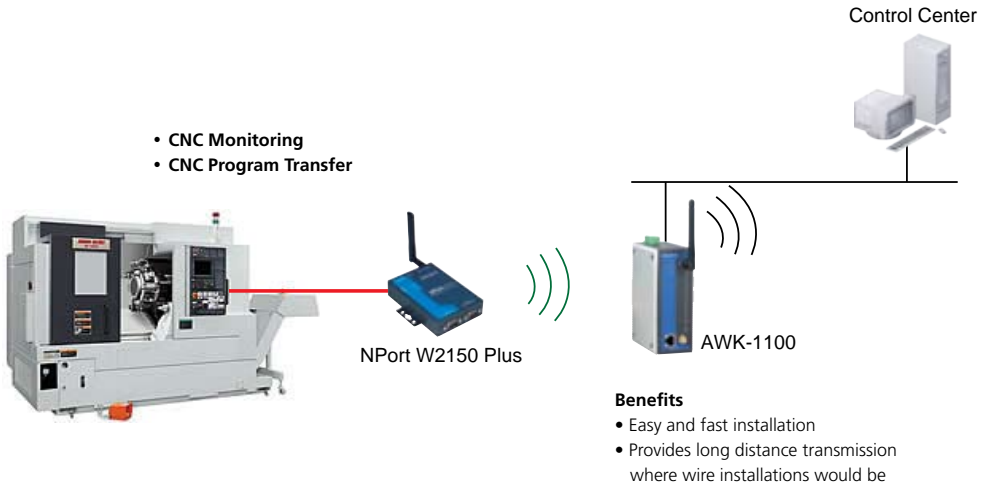 Control Center
• CNC Monitoring
• CNC Program Transfer
NPort W2150 Plus
AWK-1100
Benefits
• Easy and fast installation
• Provides long distance transmission
where wire installations would be